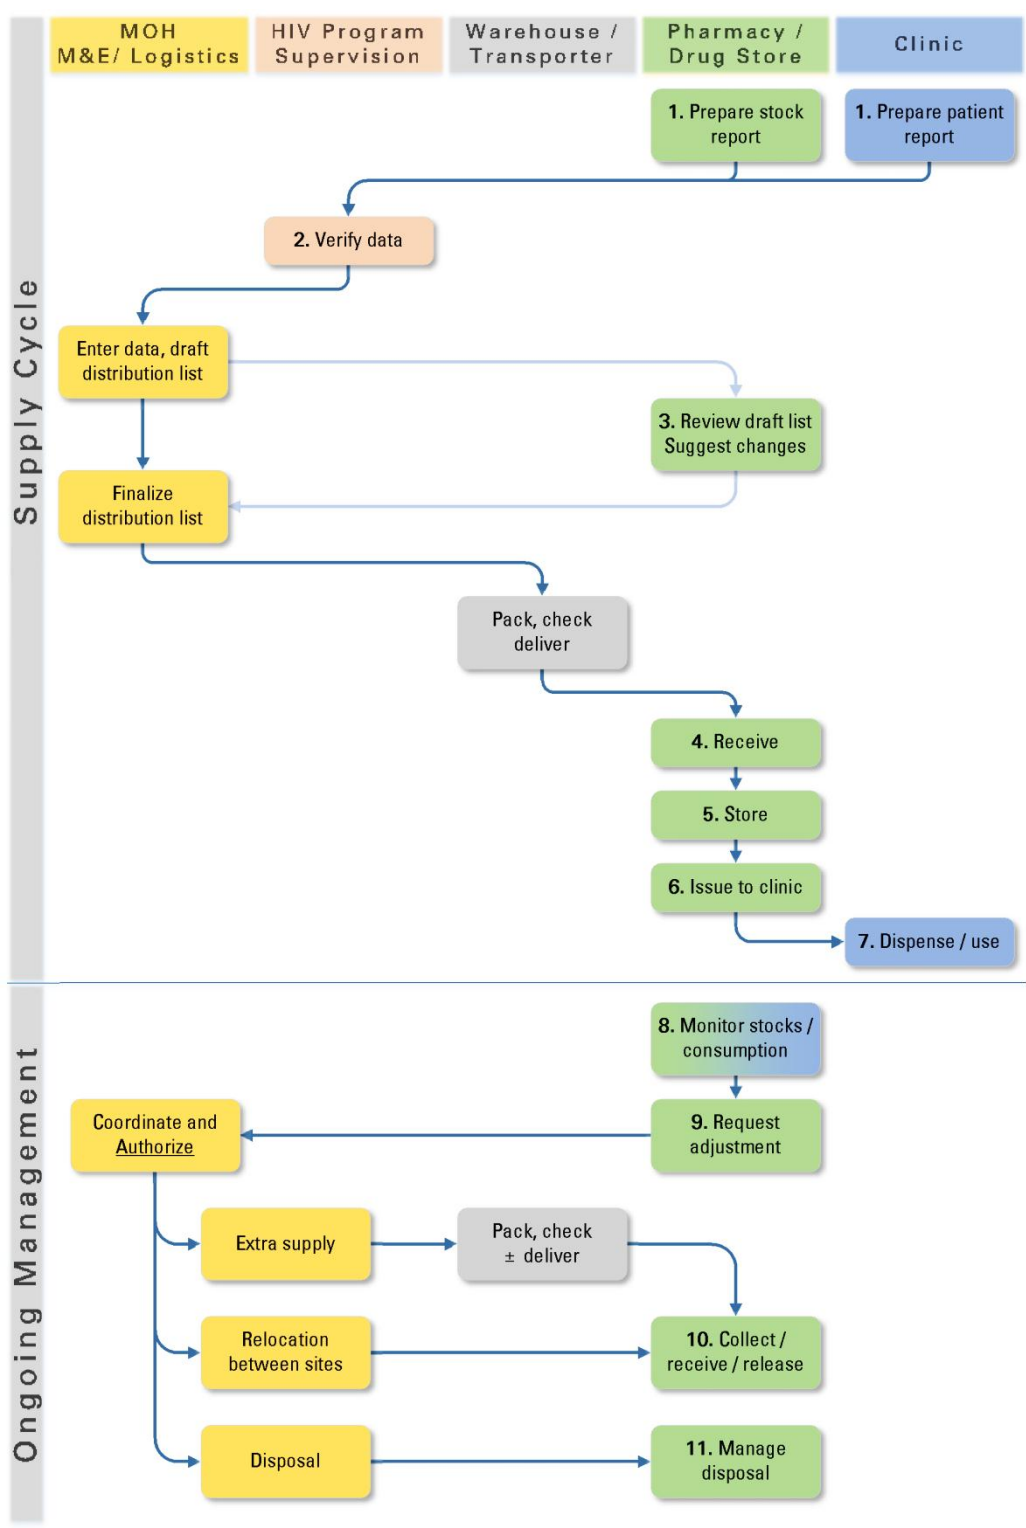 MOH
M&E/ Logistics
HIV Program
Supervision
Warehouse /
Transporter
Pharmacy /
Drug Store
Clinic
Supply Cycle
1. Prepare stock
report
1. Prepare patient
report
2. Verify data
Enter data, draft
distribution list
3. Review draft list
Suggest changes
Finalize
distribution list
Pack, check
deliver
4. Receive
5. Store
6. Issue to clinic
7. Dispense / use
Ongoing Management
8. Monitor stocks /
consumption
Coordinate and
Authorize
9. Request
adjustment
Extra supply
Pack, check
± deliver
Relocation
between sites
10. Collect /
receive / release
Disposal
11. Manage
disposal